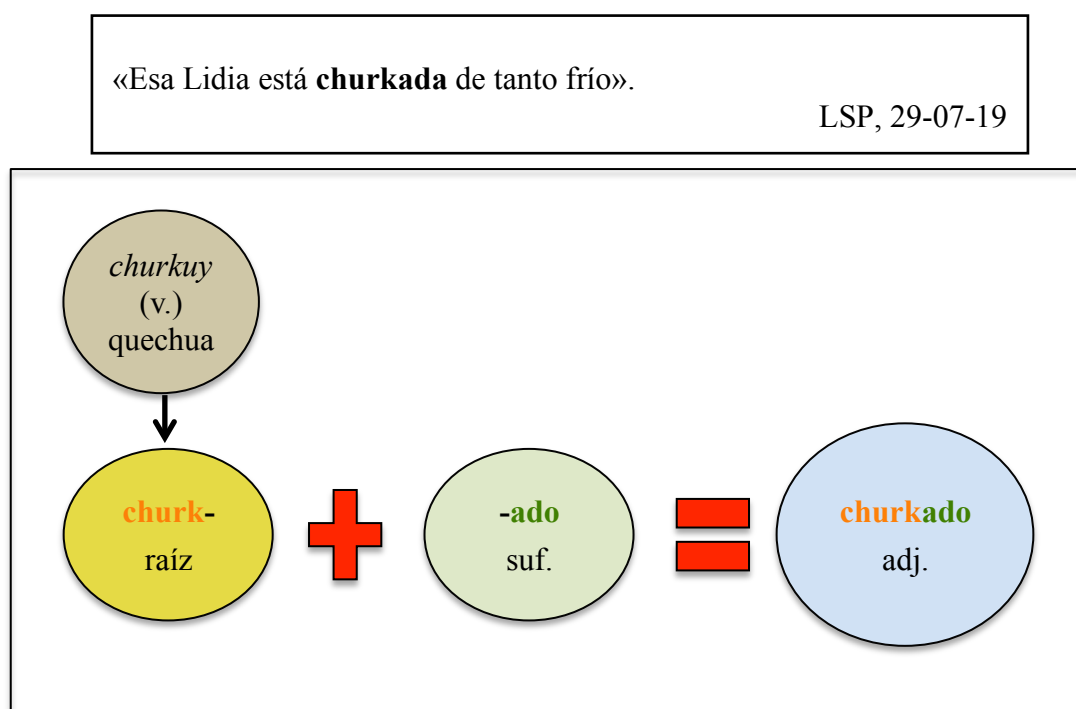 «Esa Lidia está churkada de tanto frío».
LSP, 29-07-19
churkuy
(v.)
quechua
churk-
raíz
-ado
suf.
churkado
adj.